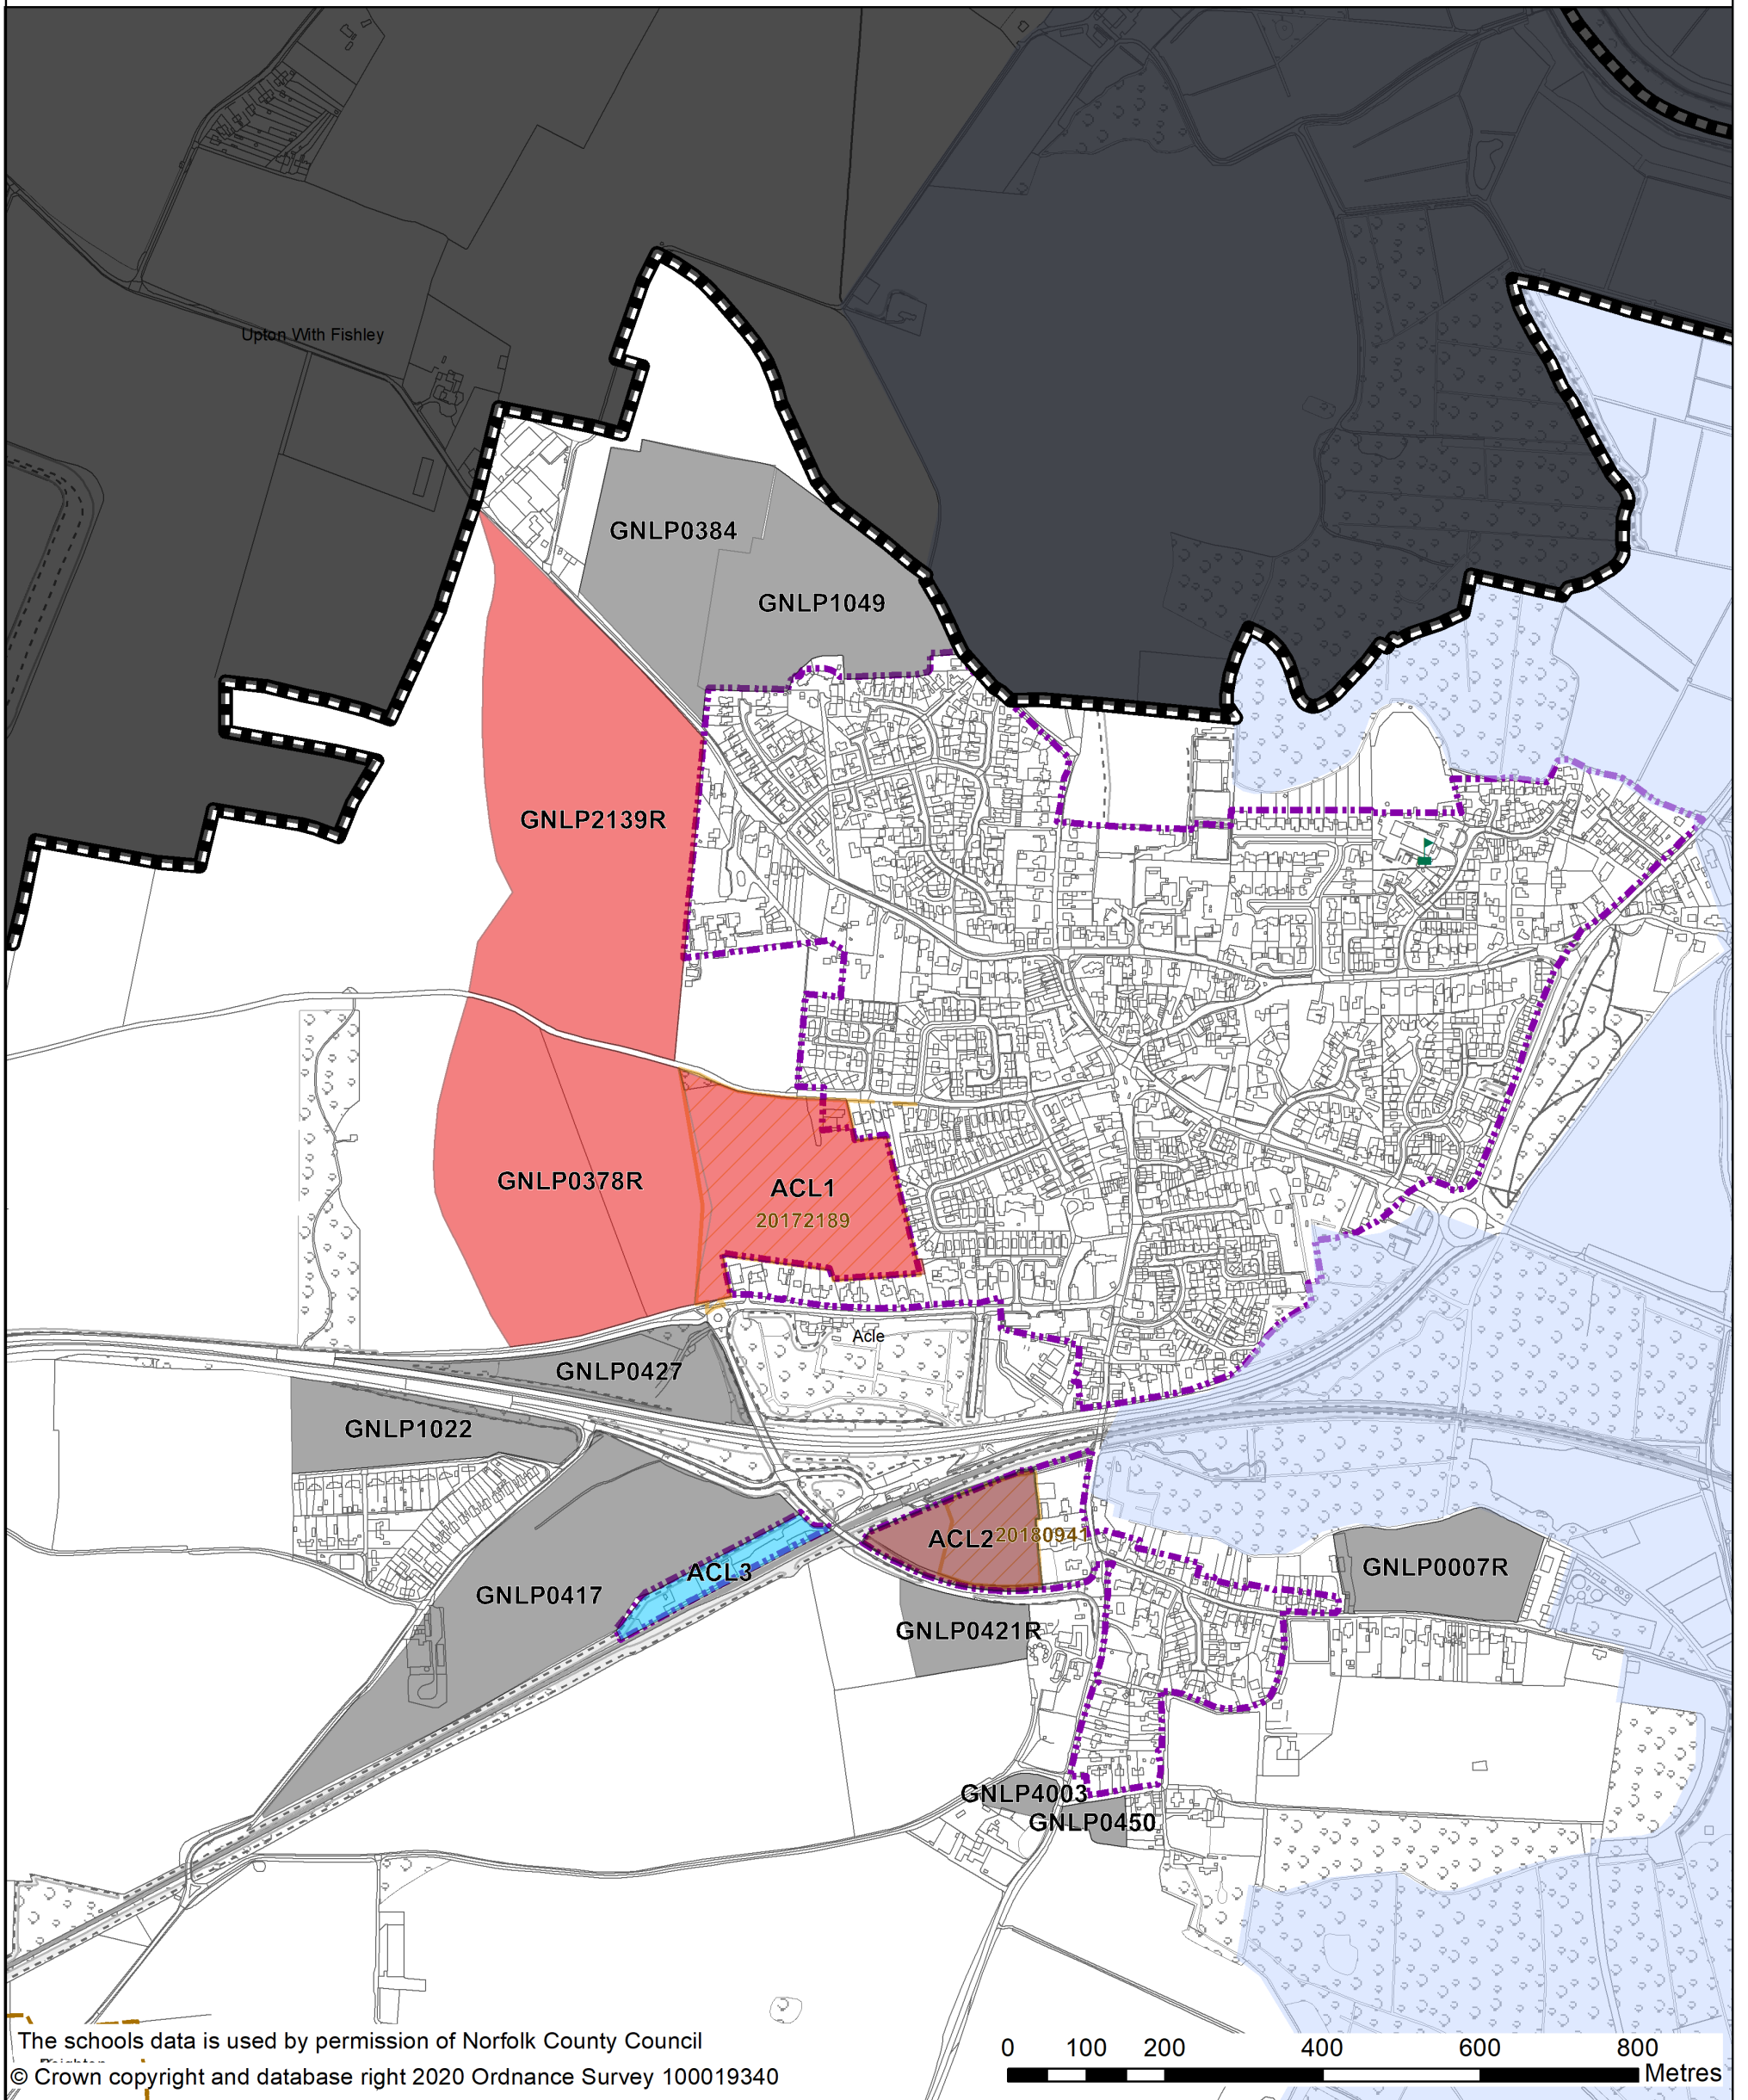 Upton With Fishley
GNLP0384
GNLP1049
GNLP2139R
GNLP0378R
ACL1
20172189
Acle
GNLP0427
GNLP1022
ACL2
20180941
GNLP0007R
ACL3
GNLP0417
GNLP0421R
GNLP4003
GNLP0450
The schools data is used by permission of Norfolk County Council
© Crown copyright and database right 2020 Ordnance Survey 100019340
0 100 200 400 600 800
Metres